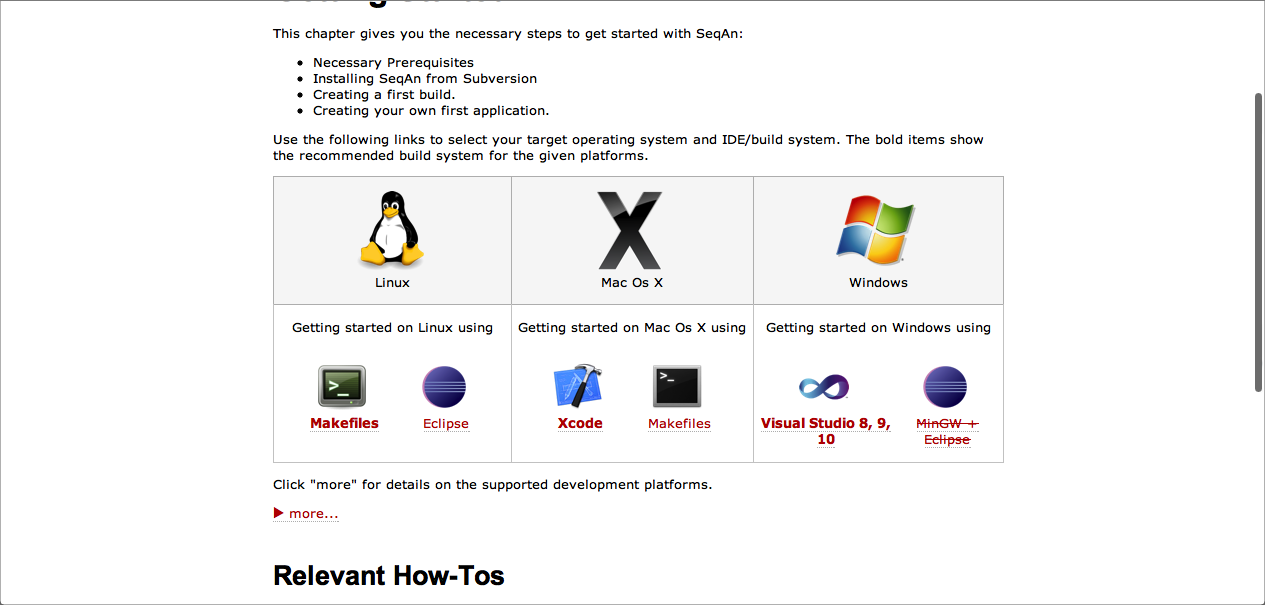 This chapter gives you the necessary steps to get started with SeqAn:
• Necessary Prerequisites
• Installing SeqAn from Subversion
• Creating a first build.
• Creating your own first application.
Use the following links to select your target operating system and IDE/build system. The bold items show
the recommended build system for the given platforms.
Linux
Mac Os X
Windows
Getting started on Linux using
Getting started on Mac Os X using
Getting started on Windows using
Makefiles
Eclipse
Xcode
Makefiles
Visual Studio 8, 9,
10
MinGW +
Eclipse
Click "more" for details on the supported development platforms.
▶ more...
Relevant How-Tos